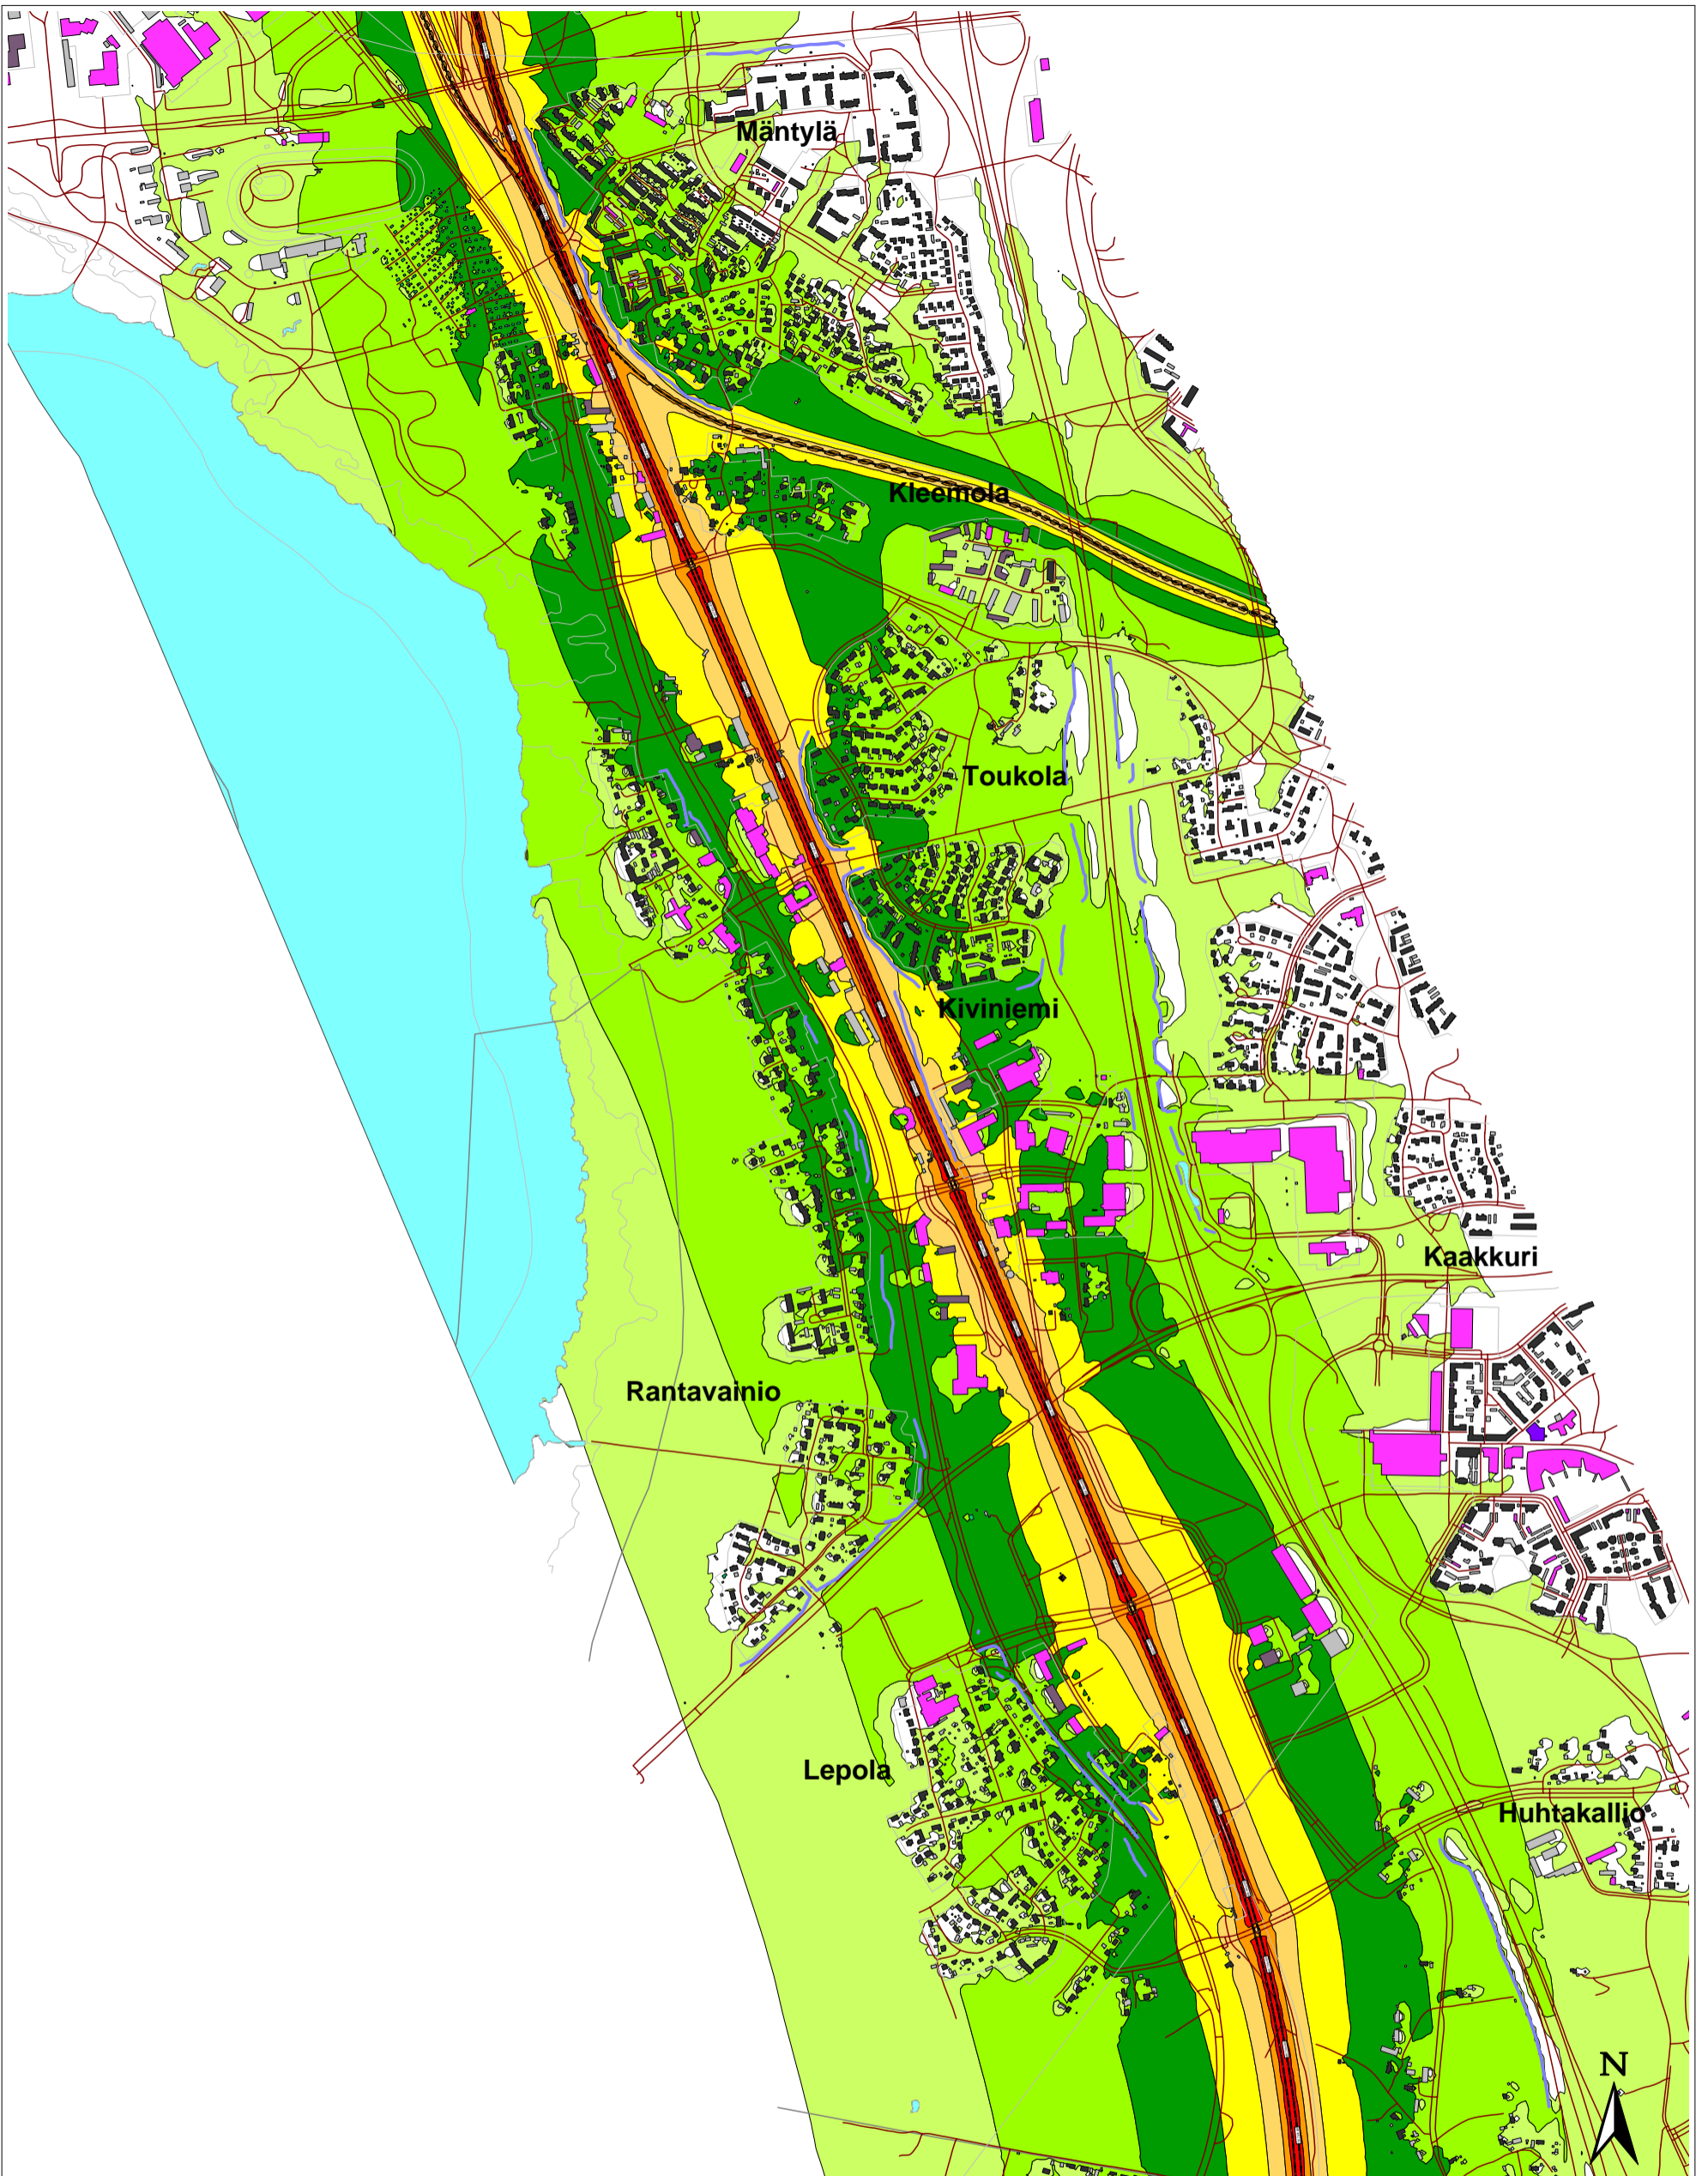 Mäntylä
Kleemola
Toukola
Kiviniemi
Kaakkuri
Rantavainio
Lepola
Huhtakallio
N